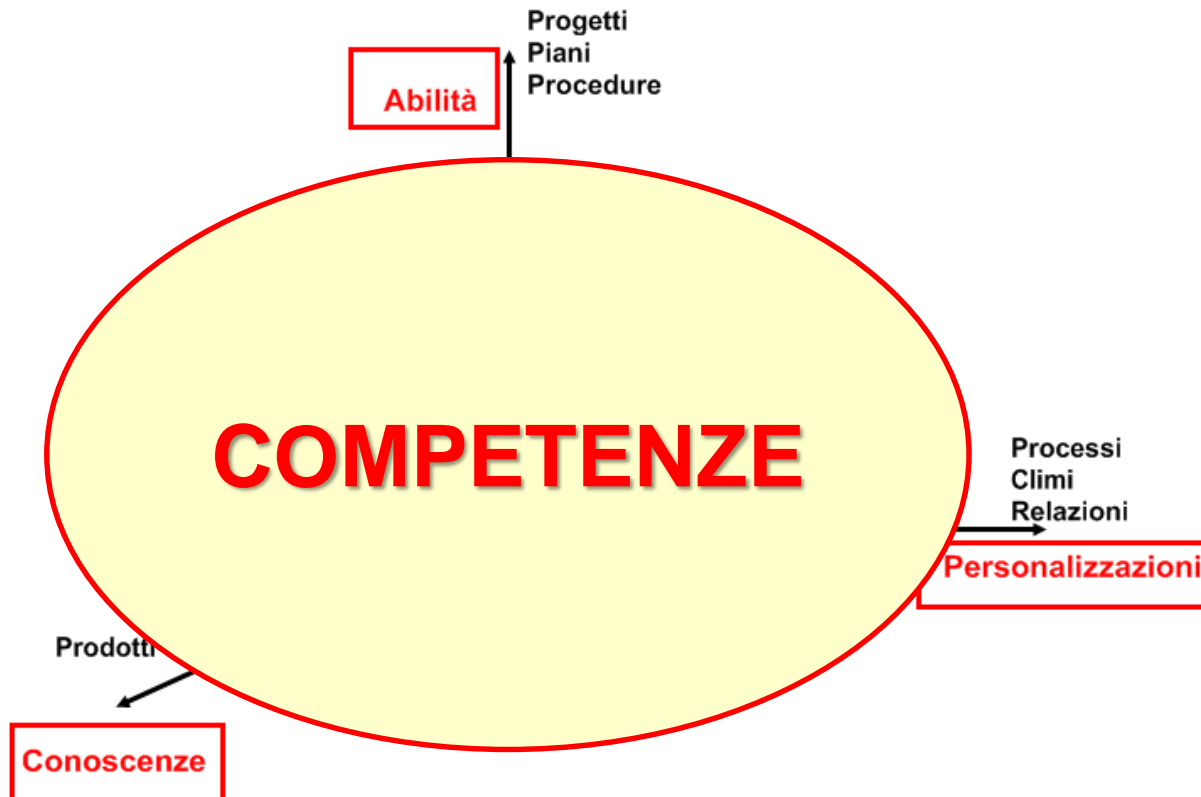 Progetti
Piani
Procedure
Abilità
COMPETENZE
Processi
Climi
Relazioni
Personalizzazioni
Prodotti
Conoscenze